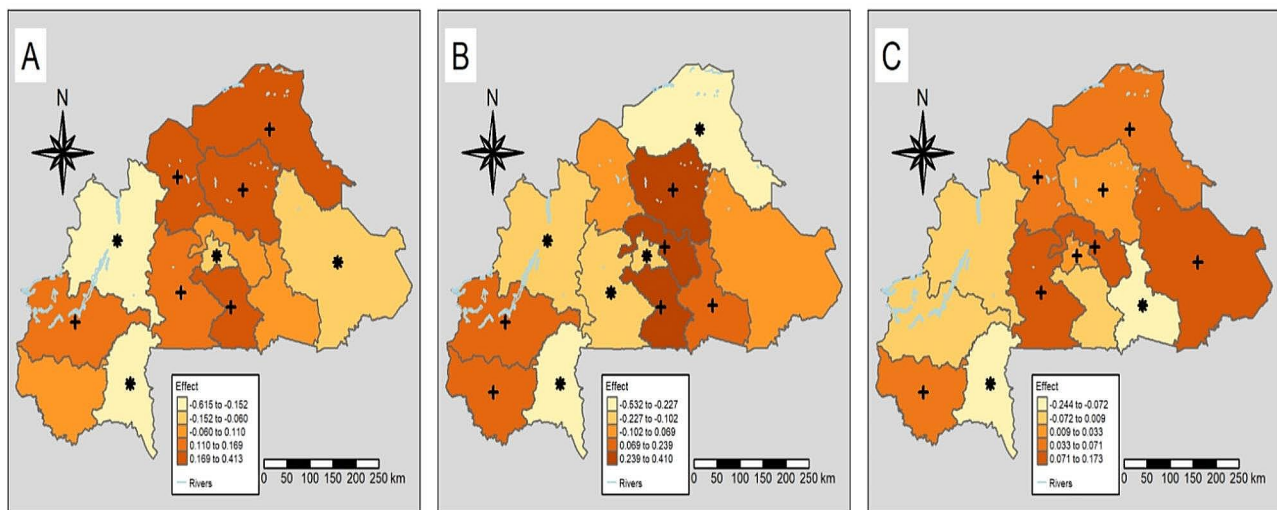 A
N
Effect
-0.615 to -0.152
-0.152 to -0.060
-0.060 to 0.110
0.110 to 0.169
0.169 to 0.413
Rivers
0 50 100 150 200 250 km
B
N
Effect
-0.532 to -0.227
-0.227 to -0.102
-0.102 to 0.069
0.069 to 0.239
0.239 to 0.410
Rivers
0 50 100 150 200 250 km
C
N
Effect
-0.244 to -0.072
-0.072 to 0.009
0.009 to 0.033
0.033 to 0.071
0.071 to 0.173
Rivers
0 50 100 150 200 250 km